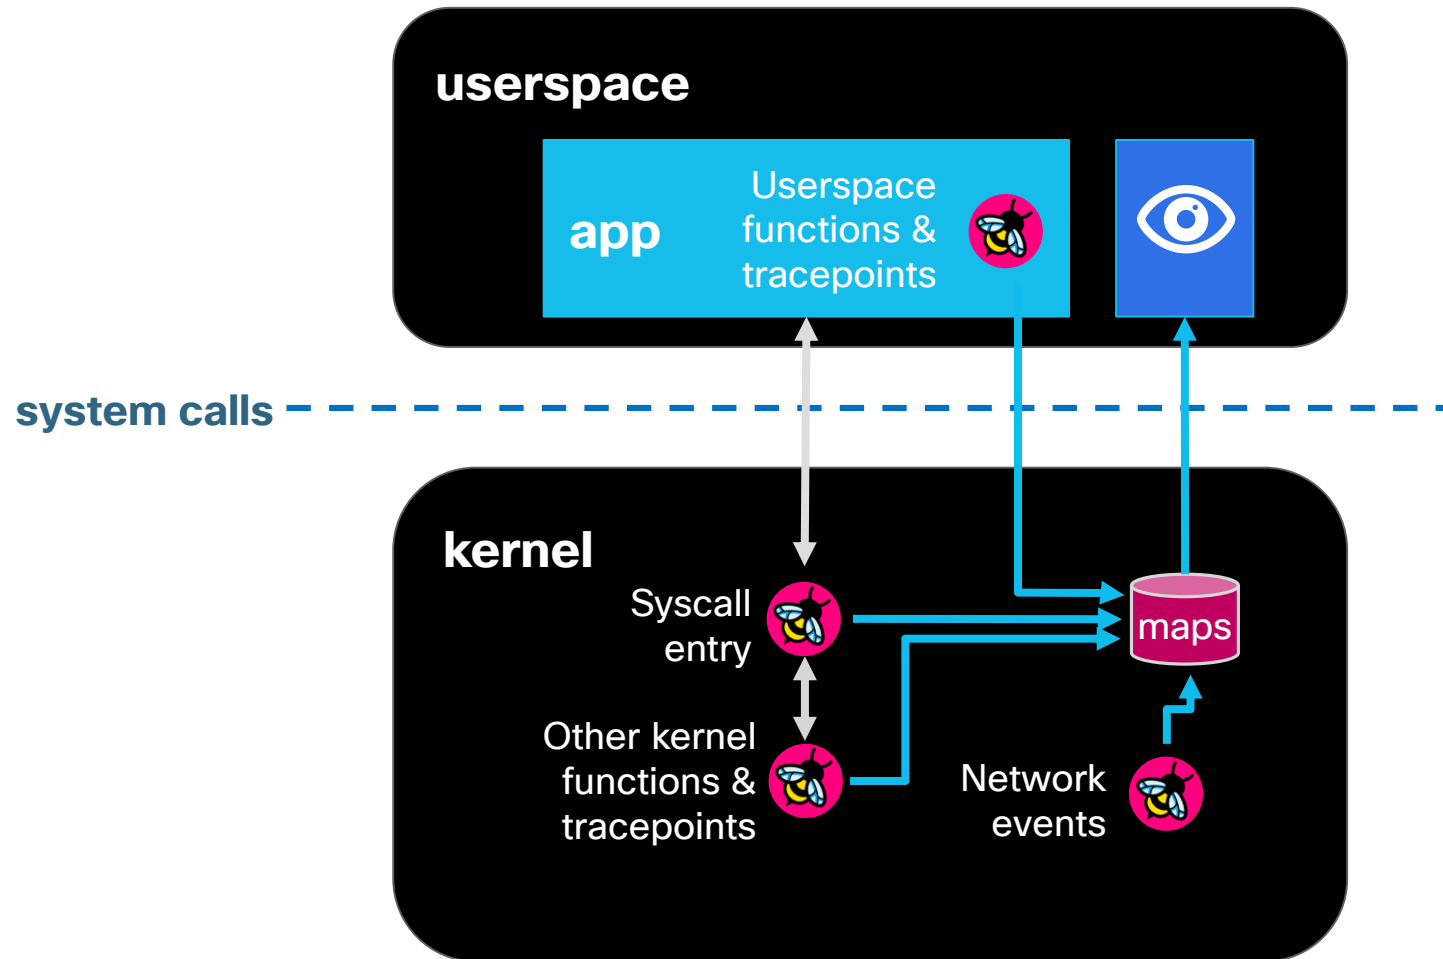 userspace
app
Userspace
functions &
tracepoints
system calls
kernel
Syscall
entry
maps
Other kernel
functions &
tracepoints
Network
events